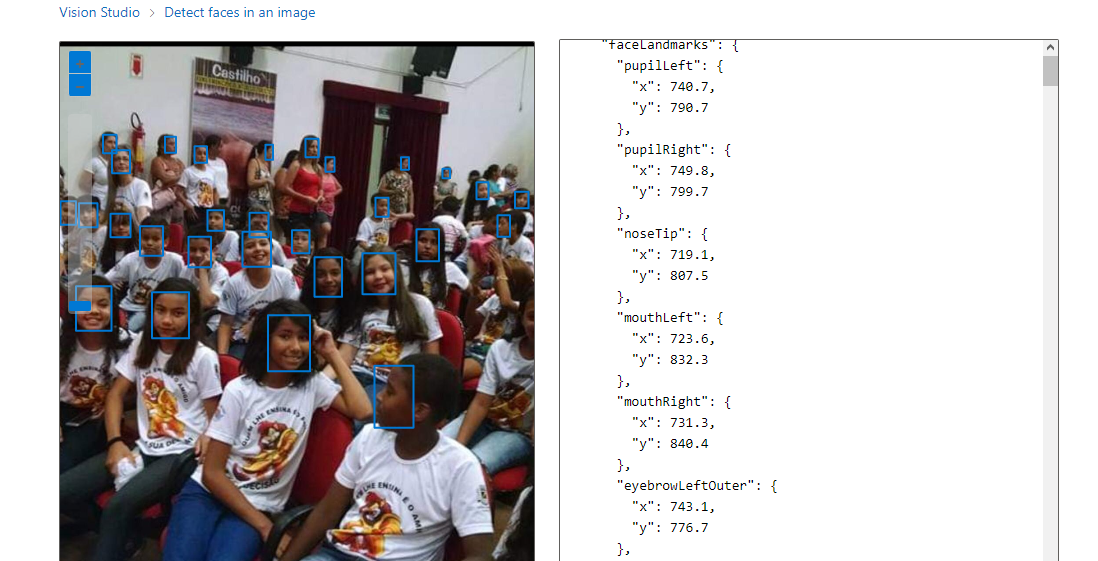 Vision Studio > Detect faces in an image
Castilho
"faceLandmarks": {
"pupilLeft": {
"x": 740.7,
"y": 790.7
},
"pupilRight": {
"x": 749.8,
"y": 799.7
},
"noseTip": {
"x": 719.1,
"y": 807.5
},
"mouthLeft": {
"x": 723.6,
"y": 832.3
},
"mouthRight": {
"x": 731.3,
"y": 840.4
},
"eyebrowLeftOuter": {
"x": 743.1,
"y": 776.7
},